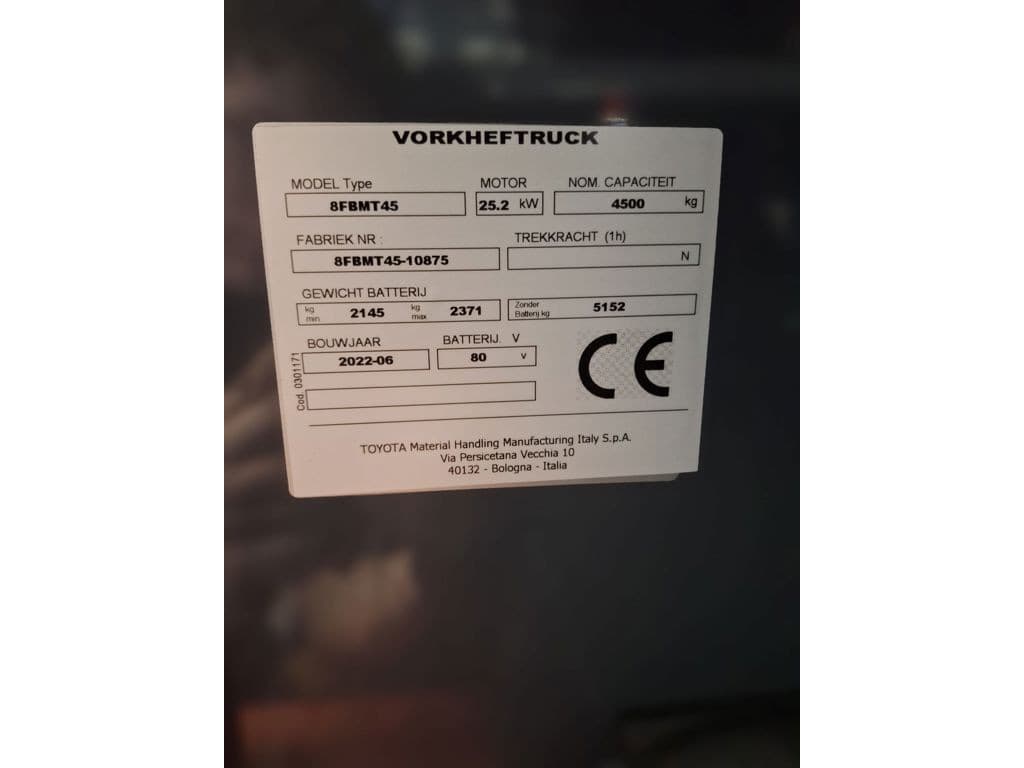 VORKHEFTRUCK
MODEL Type MOTOR NOM. CAPACITEIT
8FBMT45 25.2 kW 4500 kg
FABRIEK NR : TREKKRACHT (1h)
8FBMT45-10875 N
GEWICHT BATTERIJ
kg min 2145 kg max 2371 Zonder Batterij kg 5152
BOUWJAAR BATTERIJ. V
2022-06 80 V
CE
Cod. 0301171
TOYOTA Material Handling Manufacturing Italy S.p.A.
Via Persicetana Vecchia 10
40132 - Bologna - Italia